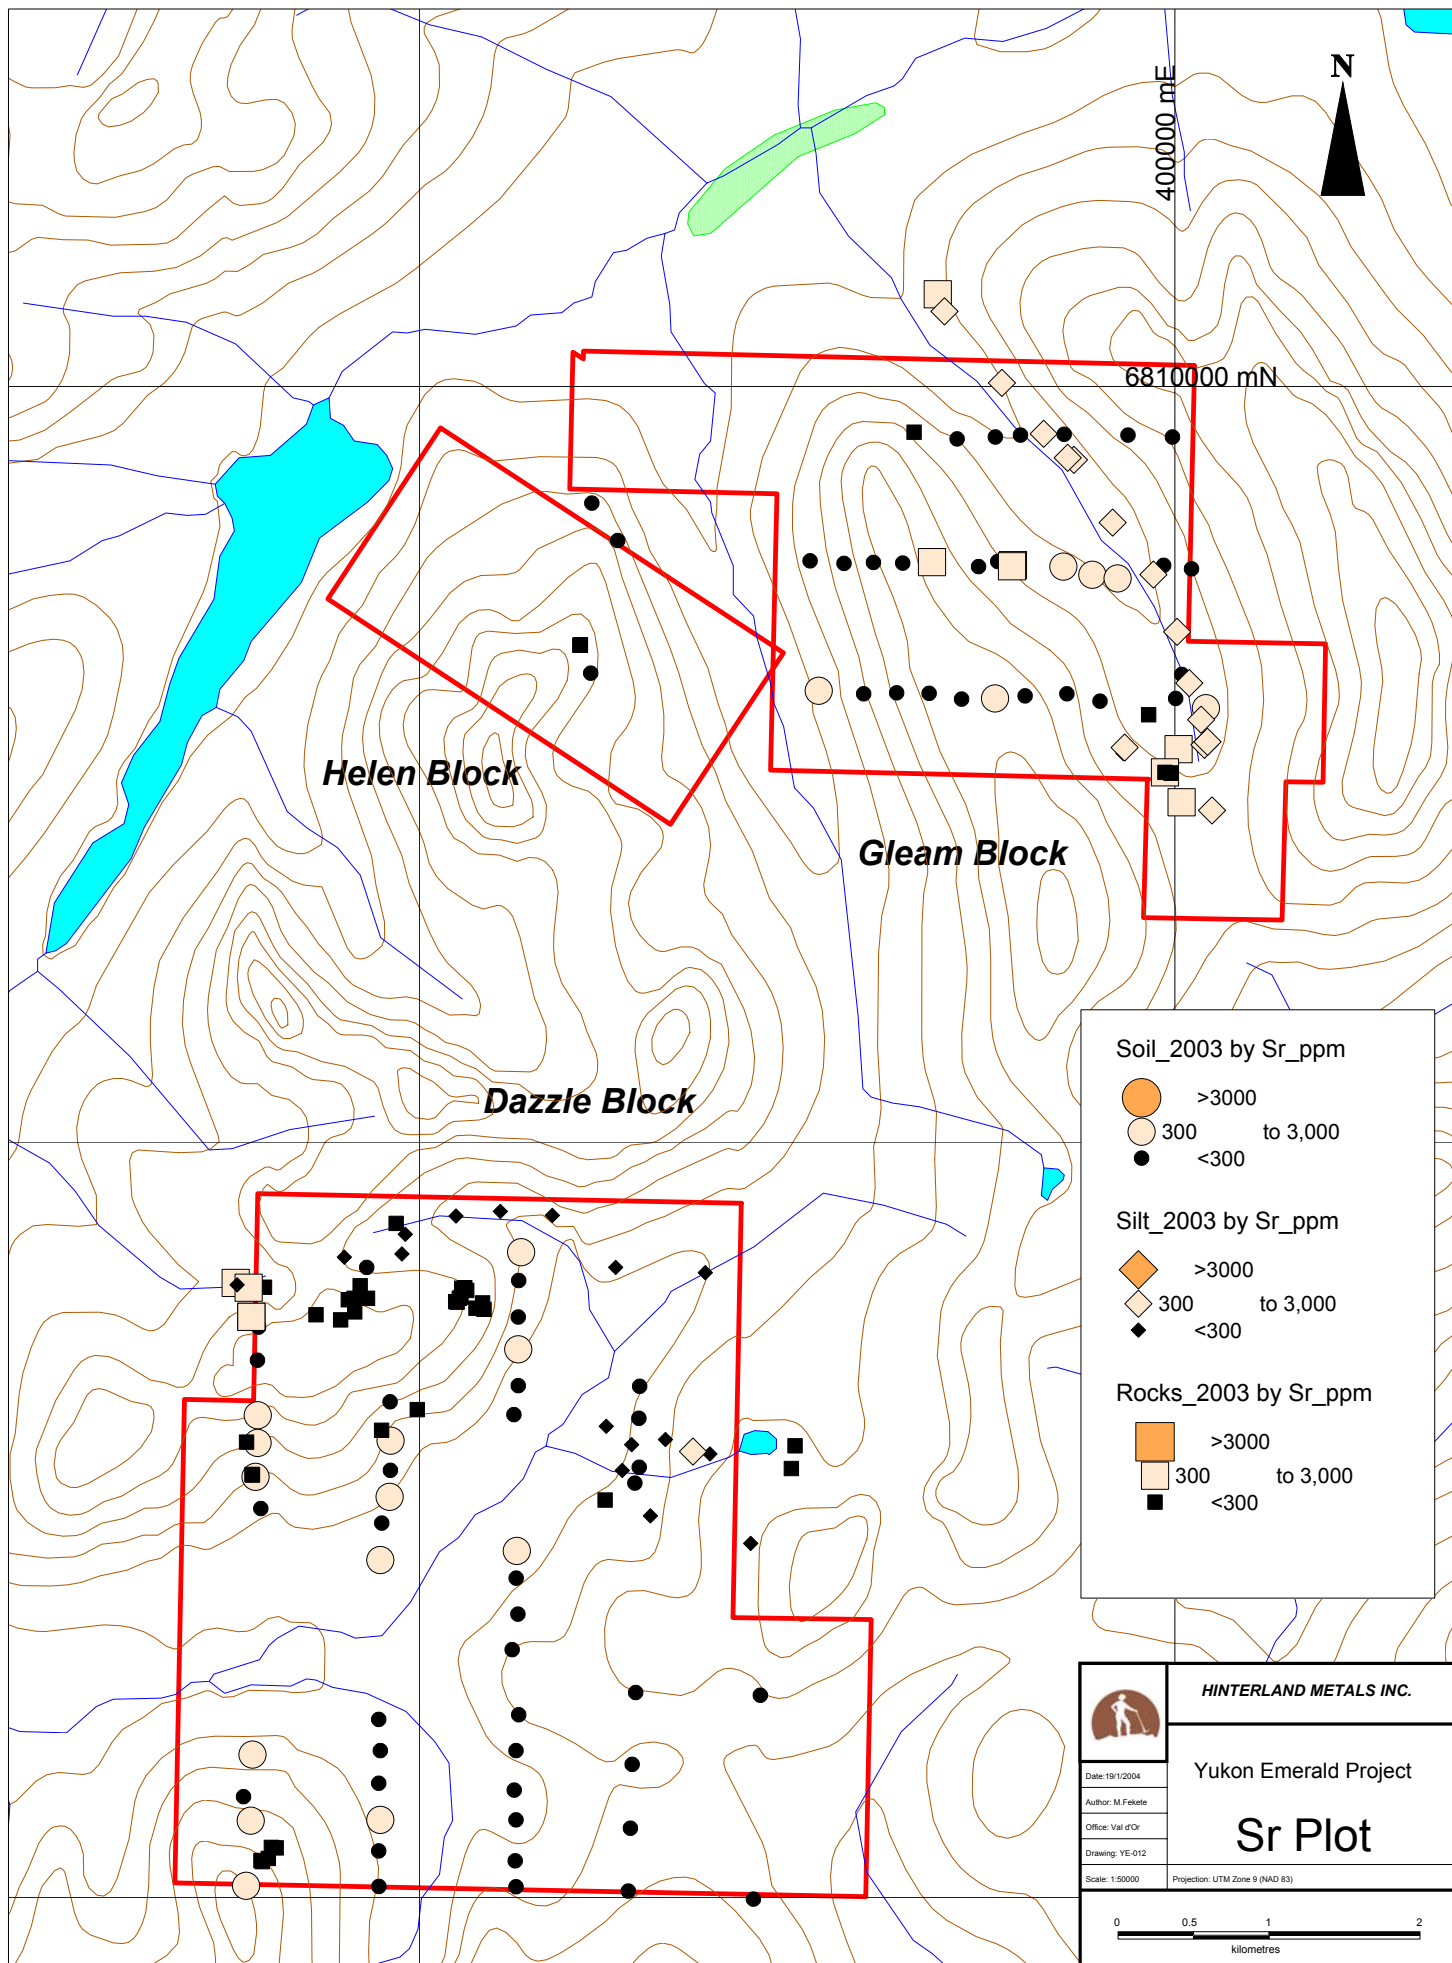 N
400000 mE
6810000 mN
Helen Block
Gleam Block
Dazzle Block
Soil_2003 by Sr_ppm
>3000
300 to 3,000
<300
Silt_2003 by Sr_ppm
>3000
300 to 3,000
<300
Rocks_2003 by Sr_ppm
>3000
300 to 3,000
<300
HINTERLAND METALS INC.
Yukon Emerald Project
Sr Plot
Date:19/1/2004
Author: M.Fekete
Office: Val d'Or
Drawing: YE-012
Scale: 1:50000
Projection: UTM Zone 9 (NAD 83)
0 0.5 1 2
kilometres